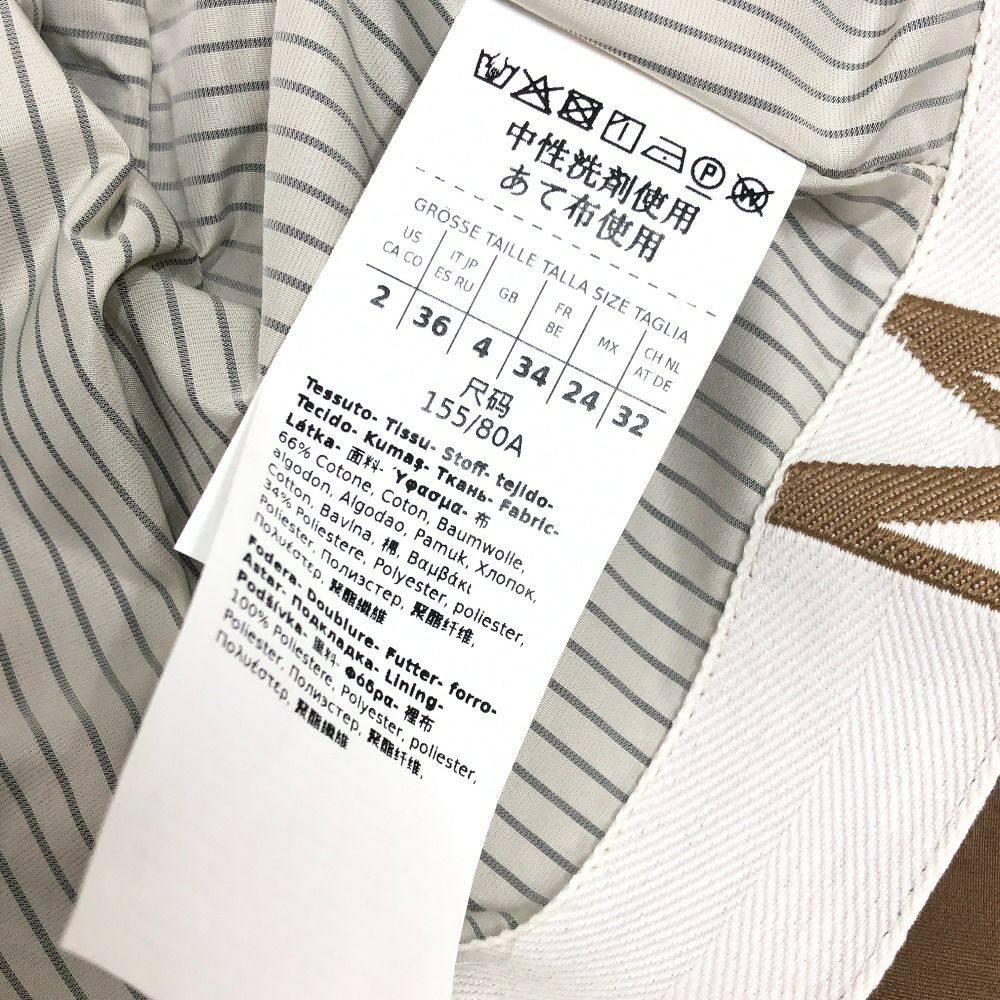 中性洗剤使用
あて布使用
GRÖSSE TAILLE TALLA SIZE TAGLIA
US CA CO
IT JP ES RU
GB
FR BE
MX
CH NL AT DE
2 36 4 34 24 32
尺码
155/80A
Tessuto- Tissu- Stoff- tejido-
Tecido- Kumaş- Ткань- Fabric-
Látka- 面料- Υφασμα- 布
66% Cotone, Coton, Baumwolle,
algodon, Algodao, Pamuk, Хлопок,
Cotton, Bavlna, 棉, Βαμβάκι
34% Poliestere, Polyester, poliester,
Poliester, Полиэстер, 聚酯纤维,
Πολυέστερ, 聚酯纖維
Fodera- Doublure- Futter- forro-
Astar- Подкладка- Lining-
Podšívka- 里料- Φόδρα- 裡布
100% Poliestere, Polyester, poliester,
Poliester, Полиэстер, 聚酯纤维,
Πολυέστερ, 聚酯纖維